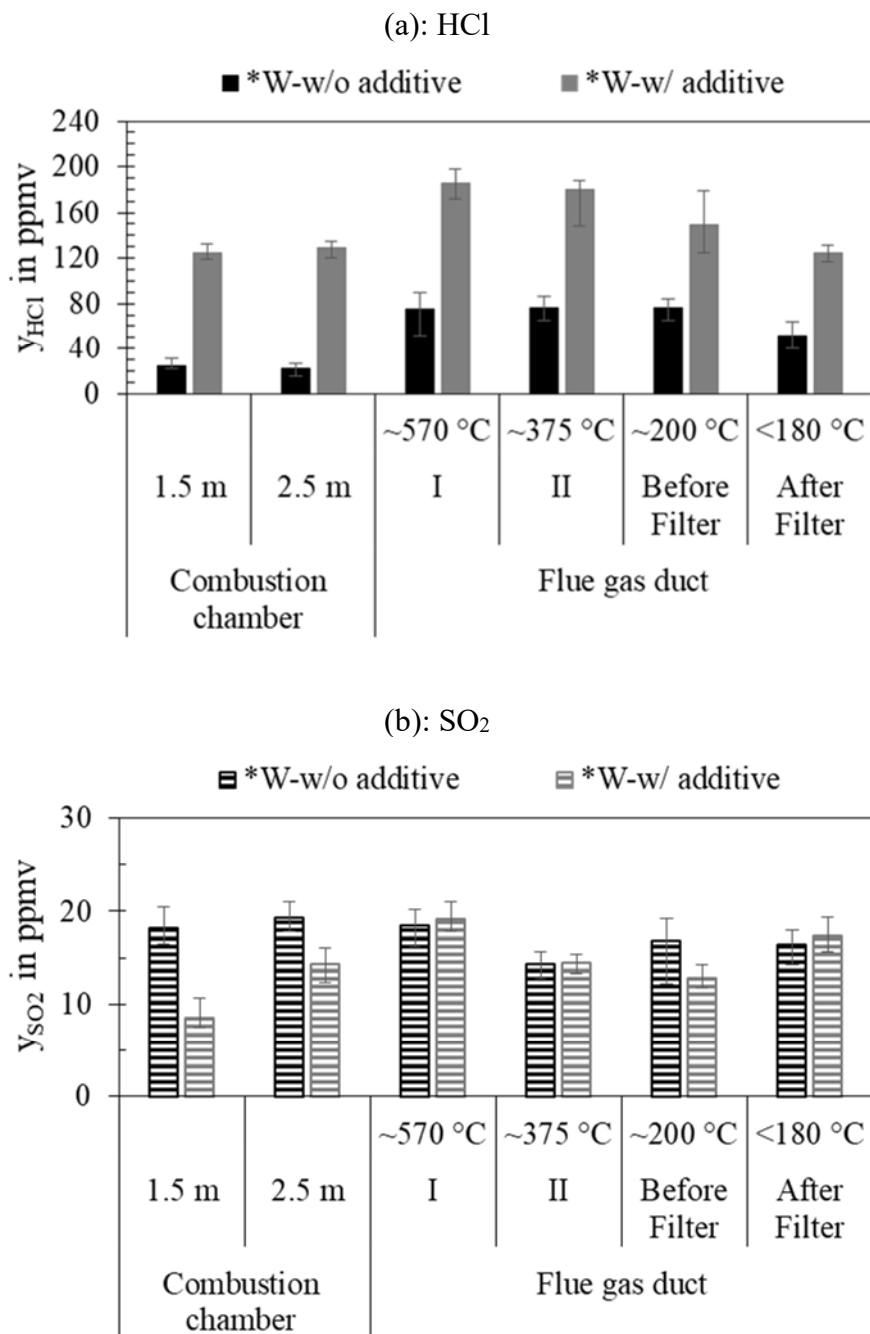 (a): HCl
*W-w/o additive *W-w/ additive
240
200
160
120
80
40
0
yHCl in ppmv
~570 °C ~375 °C ~200 °C <180 °C
1.5 m 2.5 m I II Before Filter After Filter
Combustion chamber Flue gas duct
(b): SO₂
*W-w/o additive *W-w/ additive
30
20
10
0
ySO2 in ppmv
~570 °C ~375 °C ~200 °C <180 °C
1.5 m 2.5 m I II Before Filter After Filter
Combustion chamber Flue gas duct